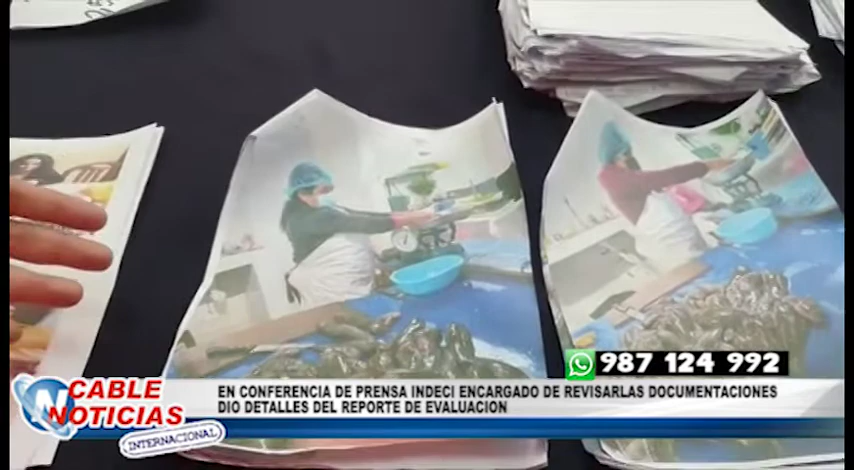 987 124 992
EN CONFERENCIA DE PRENSA INDECI ENCARGADO DE REVISARLAS DOCUMENTACIONES
DIO DETALLES DEL REPORTE DE EVALUACION
CABLE
NOTICIAS
INTERNACIONAL